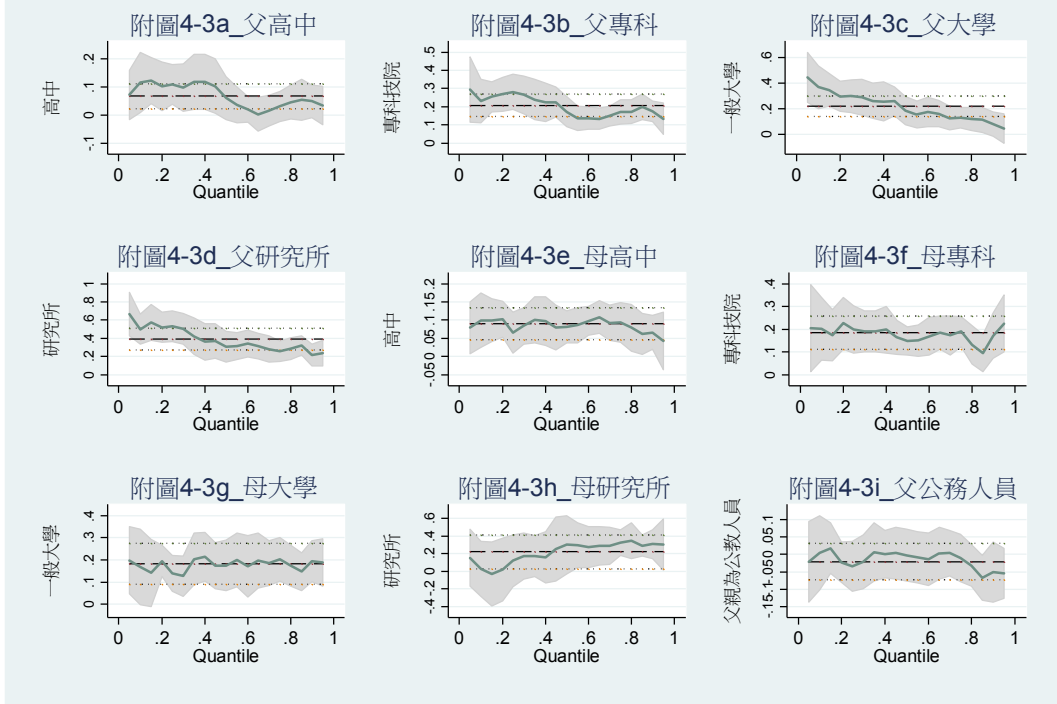 附圖4-3a_父高中
高中
-.1 0 .1 .2
0 .2 .4 .6 .8 1
Quantile
附圖4-3b_父專科
專科技院
0 .1 .2 .3 .4 .5
0 .2 .4 .6 .8 1
Quantile
附圖4-3c_父大學
一般大學
0 .2 .4 .6
0 .2 .4 .6 .8 1
Quantile
附圖4-3d_父研究所
研究所
0 .2 .4 .6 .8 1
0 .2 .4 .6 .8 1
Quantile
附圖4-3e_母高中
高中
-.05 0 .05 .1 .15 .2
0 .2 .4 .6 .8 1
Quantile
附圖4-3f_母專科
專科技院
0 .1 .2 .3 .4
0 .2 .4 .6 .8 1
Quantile
附圖4-3g_母大學
一般大學
0 .1 .2 .3 .4
0 .2 .4 .6 .8 1
Quantile
附圖4-3h_母研究所
研究所
-.4 -.2 0 .2 .4 .6
0 .2 .4 .6 .8 1
Quantile
附圖4-3i_父公務人員
父親為公教人員
-.15 -.1 -.05 0 .05 .1
0 .2 .4 .6 .8 1
Quantile